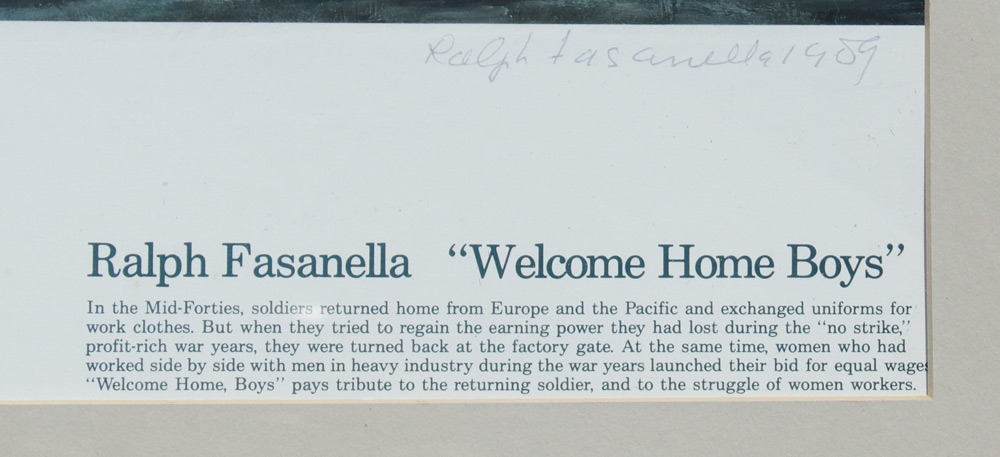 Ralph Fasanella 1989
Ralph Fasanella “Welcome Home Boys”
In the Mid-Forties, soldiers returned home from Europe and the Pacific and exchanged uniforms for
work clothes. But when they tried to regain the earning power they had lost during the “no strike,”
profit-rich war years, they were turned back at the factory gate. At the same time, women who had
worked side by side with men in heavy industry during the war years launched their bid for equal wages
“Welcome Home, Boys” pays tribute to the returning soldier, and to the struggle of women workers.